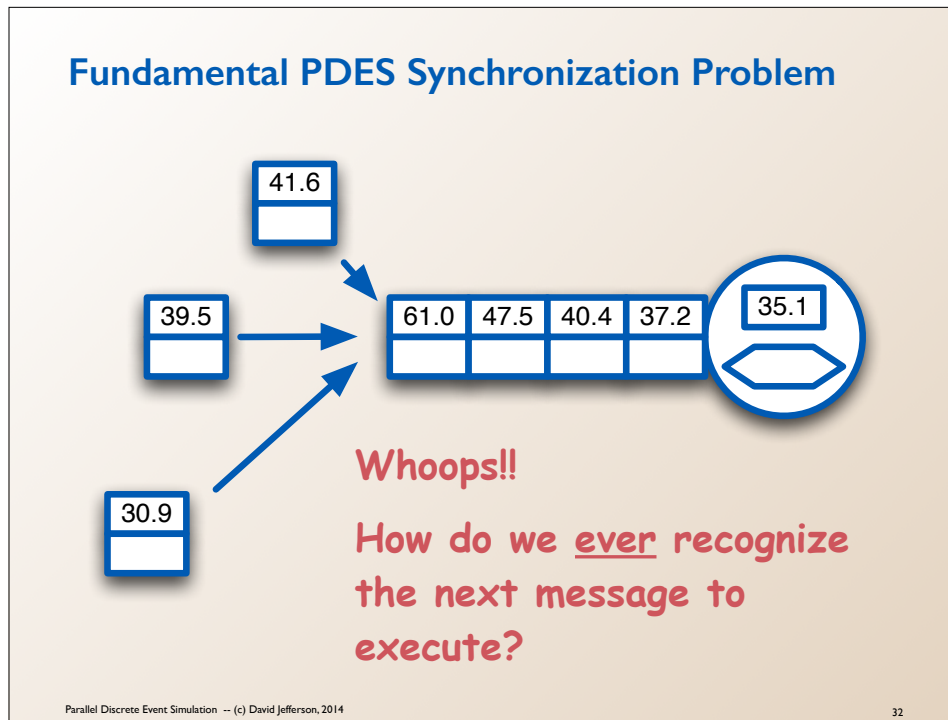 Fundamental PDES Synchronization Problem
41.6
39.5
61.0 47.5 40.4 37.2
35.1
30.9
Whoops!!
How do we ever recognize
the next message to
execute?
Parallel Discrete Event Simulation -- (c) David Jefferson, 2014
32